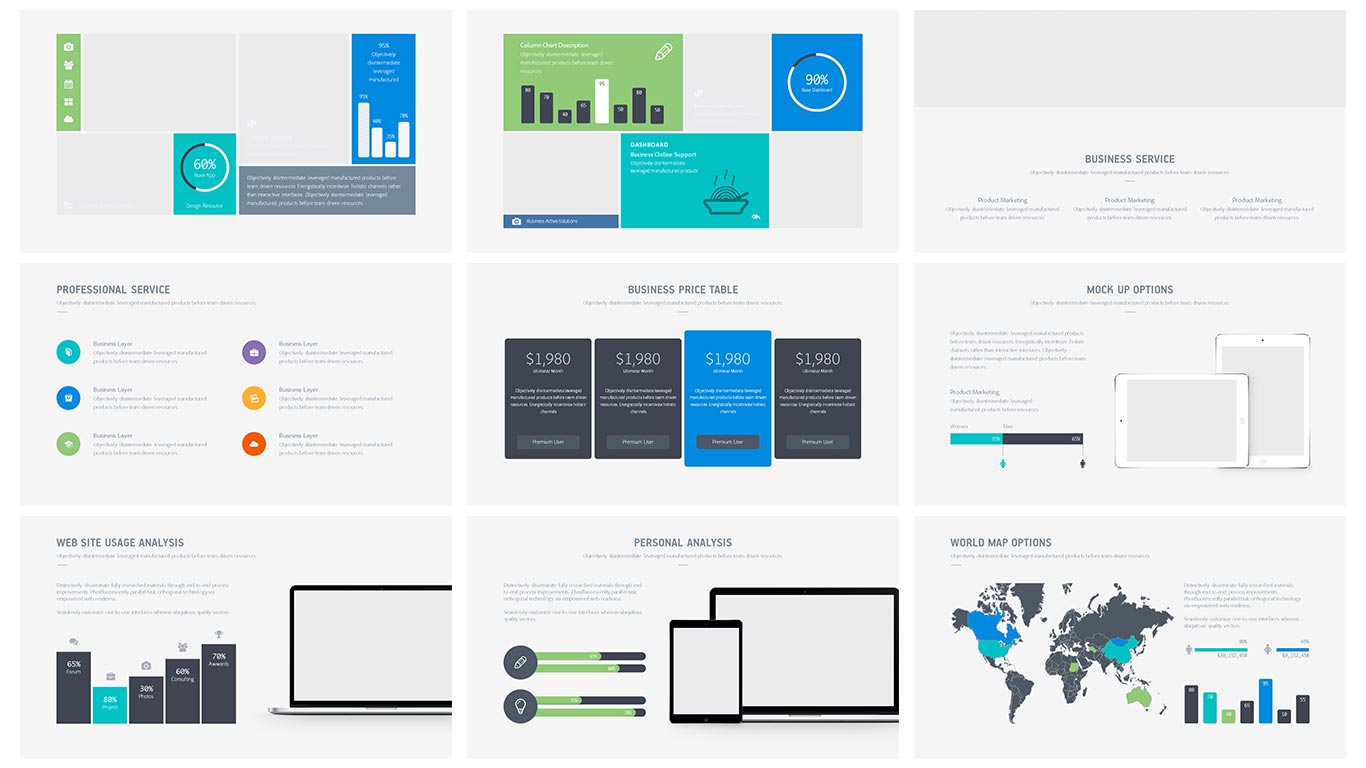 95%
Objectively
disintermediate
leveraged
manufactured
95%
60%
35%
70%
60%
Buxe App
Design Resource
Objectively disintermediate leveraged manufactured products before
team driven resources. Energistically incentivize holistic channels rather
than interactive interfaces. Objectively disintermediate leveraged
manufactured products before team driven resources.
Column Chart Description
Objectively disintermediate leveraged
manufactured products before team driven
resources.
80
70
40
65
95
50
80
50
90%
Buxe Dashboard
DASHBOARD
Business Online Support
Objectively disintermediate
leveraged manufactured products
Business Active Solutions
BUSINESS SERVICE
Objectively disintermediate leveraged manufactured products before team driven resources.
Product Marketing
Objectively disintermediate leveraged manufactured
products before team driven resources.
Product Marketing
Objectively disintermediate leveraged manufactured
products before team driven resources.
Product Marketing
Objectively disintermediate leveraged manufactured
products before team driven resources.
PROFESSIONAL SERVICE
Objectively disintermediate leveraged manufactured products before team driven resources.
Business Layer
Objectively disintermediate leveraged manufactured
products before team driven resources.
Business Layer
Objectively disintermediate leveraged manufactured
products before team driven resources.
Business Layer
Objectively disintermediate leveraged manufactured
products before team driven resources.
Business Layer
Objectively disintermediate leveraged manufactured
products before team driven resources.
Business Layer
Objectively disintermediate leveraged manufactured
products before team driven resources.
Business Layer
Objectively disintermediate leveraged manufactured
products before team driven resources.
BUSINESS PRICE TABLE
Objectively disintermediate leveraged manufactured products before team driven resources.
$1,980
Ultimate/ Month
Objectively disintermediate leveraged
manufactured products before team driven
resources. Energistically incentivize holistic
channels
Premium User
$1,980
Ultimate/ Month
Objectively disintermediate leveraged
manufactured products before team driven
resources. Energistically incentivize holistic
channels
Premium User
$1,980
Ultimate/ Month
Objectively disintermediate leveraged
manufactured products before team driven
resources. Energistically incentivize holistic
channels
Premium User
$1,980
Ultimate/ Month
Objectively disintermediate leveraged
manufactured products before team driven
resources. Energistically incentivize holistic
channels
Premium User
MOCK UP OPTIONS
Objectively disintermediate leveraged manufactured products before team driven resources.
Objectively disintermediate leveraged manufactured products
before team driven resources. Energistically incentivize holistic
channels rather than interactive interfaces. Objectively
disintermediate leveraged manufactured products before team
driven resources.
Product Marketing
Objectively disintermediate leveraged
manufactured products before team driven resources.
Women Man
35% 65%
WEB SITE USAGE ANALYSIS
Objectively disintermediate leveraged manufactured products before team driven resources.
Distinctively disseminate fully researched materials through end-to-end process
improvements. Phosfluorescently parallel task orthogonal technology via
empowered web-readiness.
Seamlessly customize one-to-one interfaces whereas ubiquitous quality vectors.
65%
Forum
80%
Project
30%
Photos
60%
Consulting
70%
Awwards
PERSONAL ANALYSIS
Objectively disintermediate leveraged manufactured products before team driven resources.
Distinctively disseminate fully researched materials through end-
to-end process improvements. Phosfluorescently parallel task
orthogonal technology via empowered web-readiness.
Seamlessly customize one-to-one interfaces whereas ubiquitous
quality vectors.
WORLD MAP OPTIONS
Objectively disintermediate leveraged manufactured products before team driven resources.
Distinctively disseminate fully researched materials
through end-to-end process improvements.
Phosfluorescently parallel task orthogonal technology
via empowered web-readiness.
Seamlessly customize one-to-one interfaces whereas
ubiquitous quality vectors.
90%
$80,152,450
45%
$9,152,450
80
70
40
65
95
10
55